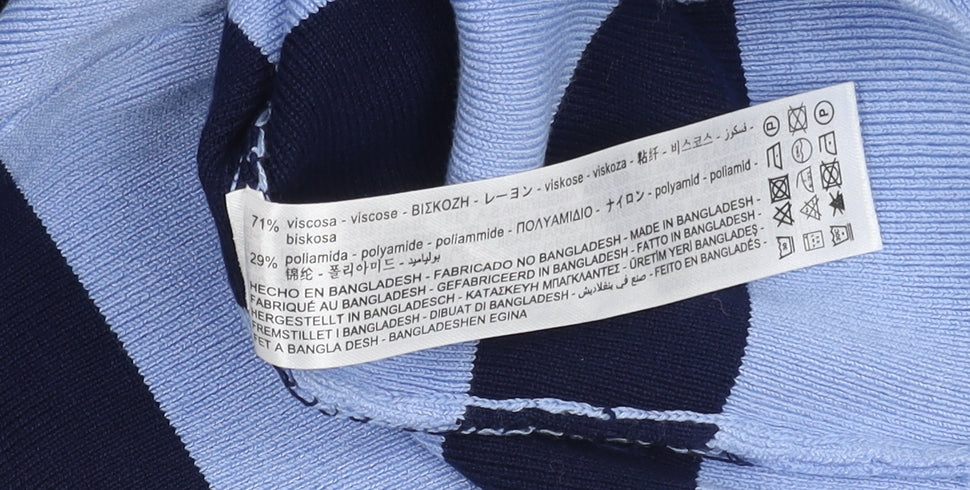 71% viscosa - viscose - ΒΙΣΚΟΖΗ - レーヨン - viskose - viskoza - 粘纤 - 비스코스 - فسكوز -
biskosa
29% poliamida - polyamide - poliammide - ΠΟΛΥΑΜΙΔΙΟ - ナイロン - polyamid - poliamid -
锦纶 - 폴리아미드 - بولياميد
HECHO EN BANGLADESH - FABRICADO NO BANGLADESH - MADE IN BANGLADESH -
FABRIQUÉ AU BANGLADESH - GEFABRICEERD IN BANGLADESH - FATTO IN BANGLADESH -
HERGESTELLT IN BANGLADESCH - ΚΑΤΑΣΚΕΥΗ ΜΠΑΓΚΛΑΝΤΕΣ - ÜRETİM YERİ BANGLADEŞ -
FREMSTILLET I BANGLADESH - DIBUAT DI BANGLADESH - صنع في بنغلاديش - FEITO EN BANGLADÉS -
FET A BANGLA DESH - BANGLADESHEN EGINA
P P